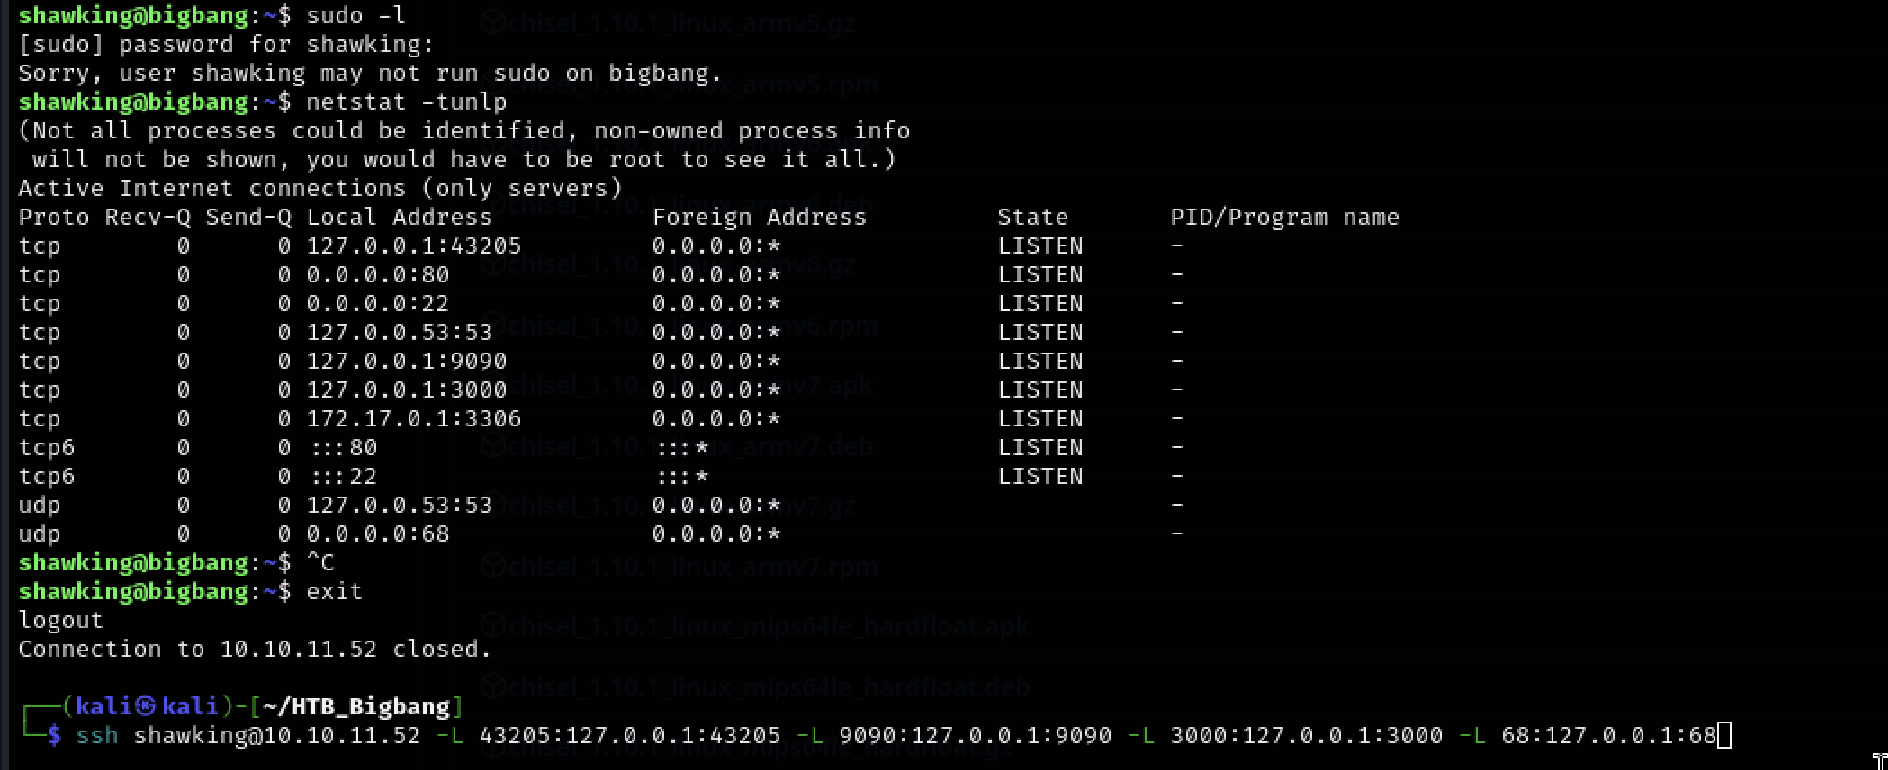 shawking@bigbang:~$ sudo -l
[sudo] password for shawking:
Sorry, user shawking may not run sudo on bigbang.
shawking@bigbang:~$ netstat -tunlp
(Not all processes could be identified, non-owned process info
 will not be shown, you would have to be root to see it all.)
Active Internet connections (only servers)
Proto Recv-Q Send-Q Local Address           Foreign Address         State       PID/Program name
tcp        0      0 127.0.0.1:43205         0.0.0.0:*               LISTEN      -
tcp        0      0 0.0.0.0:80              0.0.0.0:*               LISTEN      -
tcp        0      0 0.0.0.0:22              0.0.0.0:*               LISTEN      -
tcp        0      0 127.0.0.53:53           0.0.0.0:*               LISTEN      -
tcp        0      0 127.0.0.1:9090          0.0.0.0:*               LISTEN      -
tcp        0      0 127.0.0.1:3000          0.0.0.0:*               LISTEN      -
tcp        0      0 172.17.0.1:3306         0.0.0.0:*               LISTEN      -
tcp6       0      0 :::80                   :::*                    LISTEN      -
tcp6       0      0 :::22                   :::*                    LISTEN      -
udp        0      0 127.0.0.53:53           0.0.0.0:*                           -
udp        0      0 0.0.0.0:68              0.0.0.0:*                           -
shawking@bigbang:~$ ^C
shawking@bigbang:~$ exit
logout
Connection to 10.10.11.52 closed.
┌──(kali㉿kali)-[~/HTB_Bigbang]
└─$ ssh shawking@10.10.11.52 -L 43205:127.0.0.1:43205 -L 9090:127.0.0.1:9090 -L 3000:127.0.0.1:3000 -L 68:127.0.0.1:68
chisel_1.10.1_linux_armv5.gz
chisel_1.10.1_linux_armv5.rpm
chisel_1.10.1_linux_armv6.gz
chisel_1.10.1_linux_armv6.rpm
chisel_1.10.1_linux_armv7.apk
chisel_1.10.1_linux_armv7.deb
chisel_1.10.1_linux_armv7.rpm
chisel_1.10.1_linux_mips64le_hardfloat.apk
chisel_1.10.1_linux_mips64le_hardfloat.deb